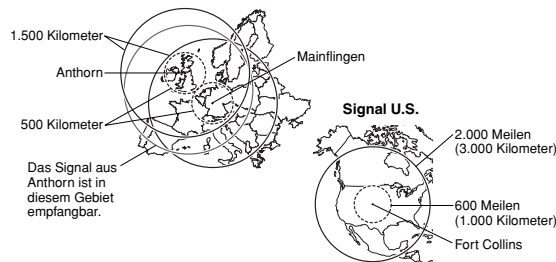 1.500 Kilometer
Anthorn
Mainflingen
500 Kilometer
Das Signal aus
Anthorn ist in
diesem Gebiet
empfangbar.
Signal U.S.
2.000 Meilen
(3.000 Kilometer)
600 Meilen
(1.000 Kilometer)
Fort Collins